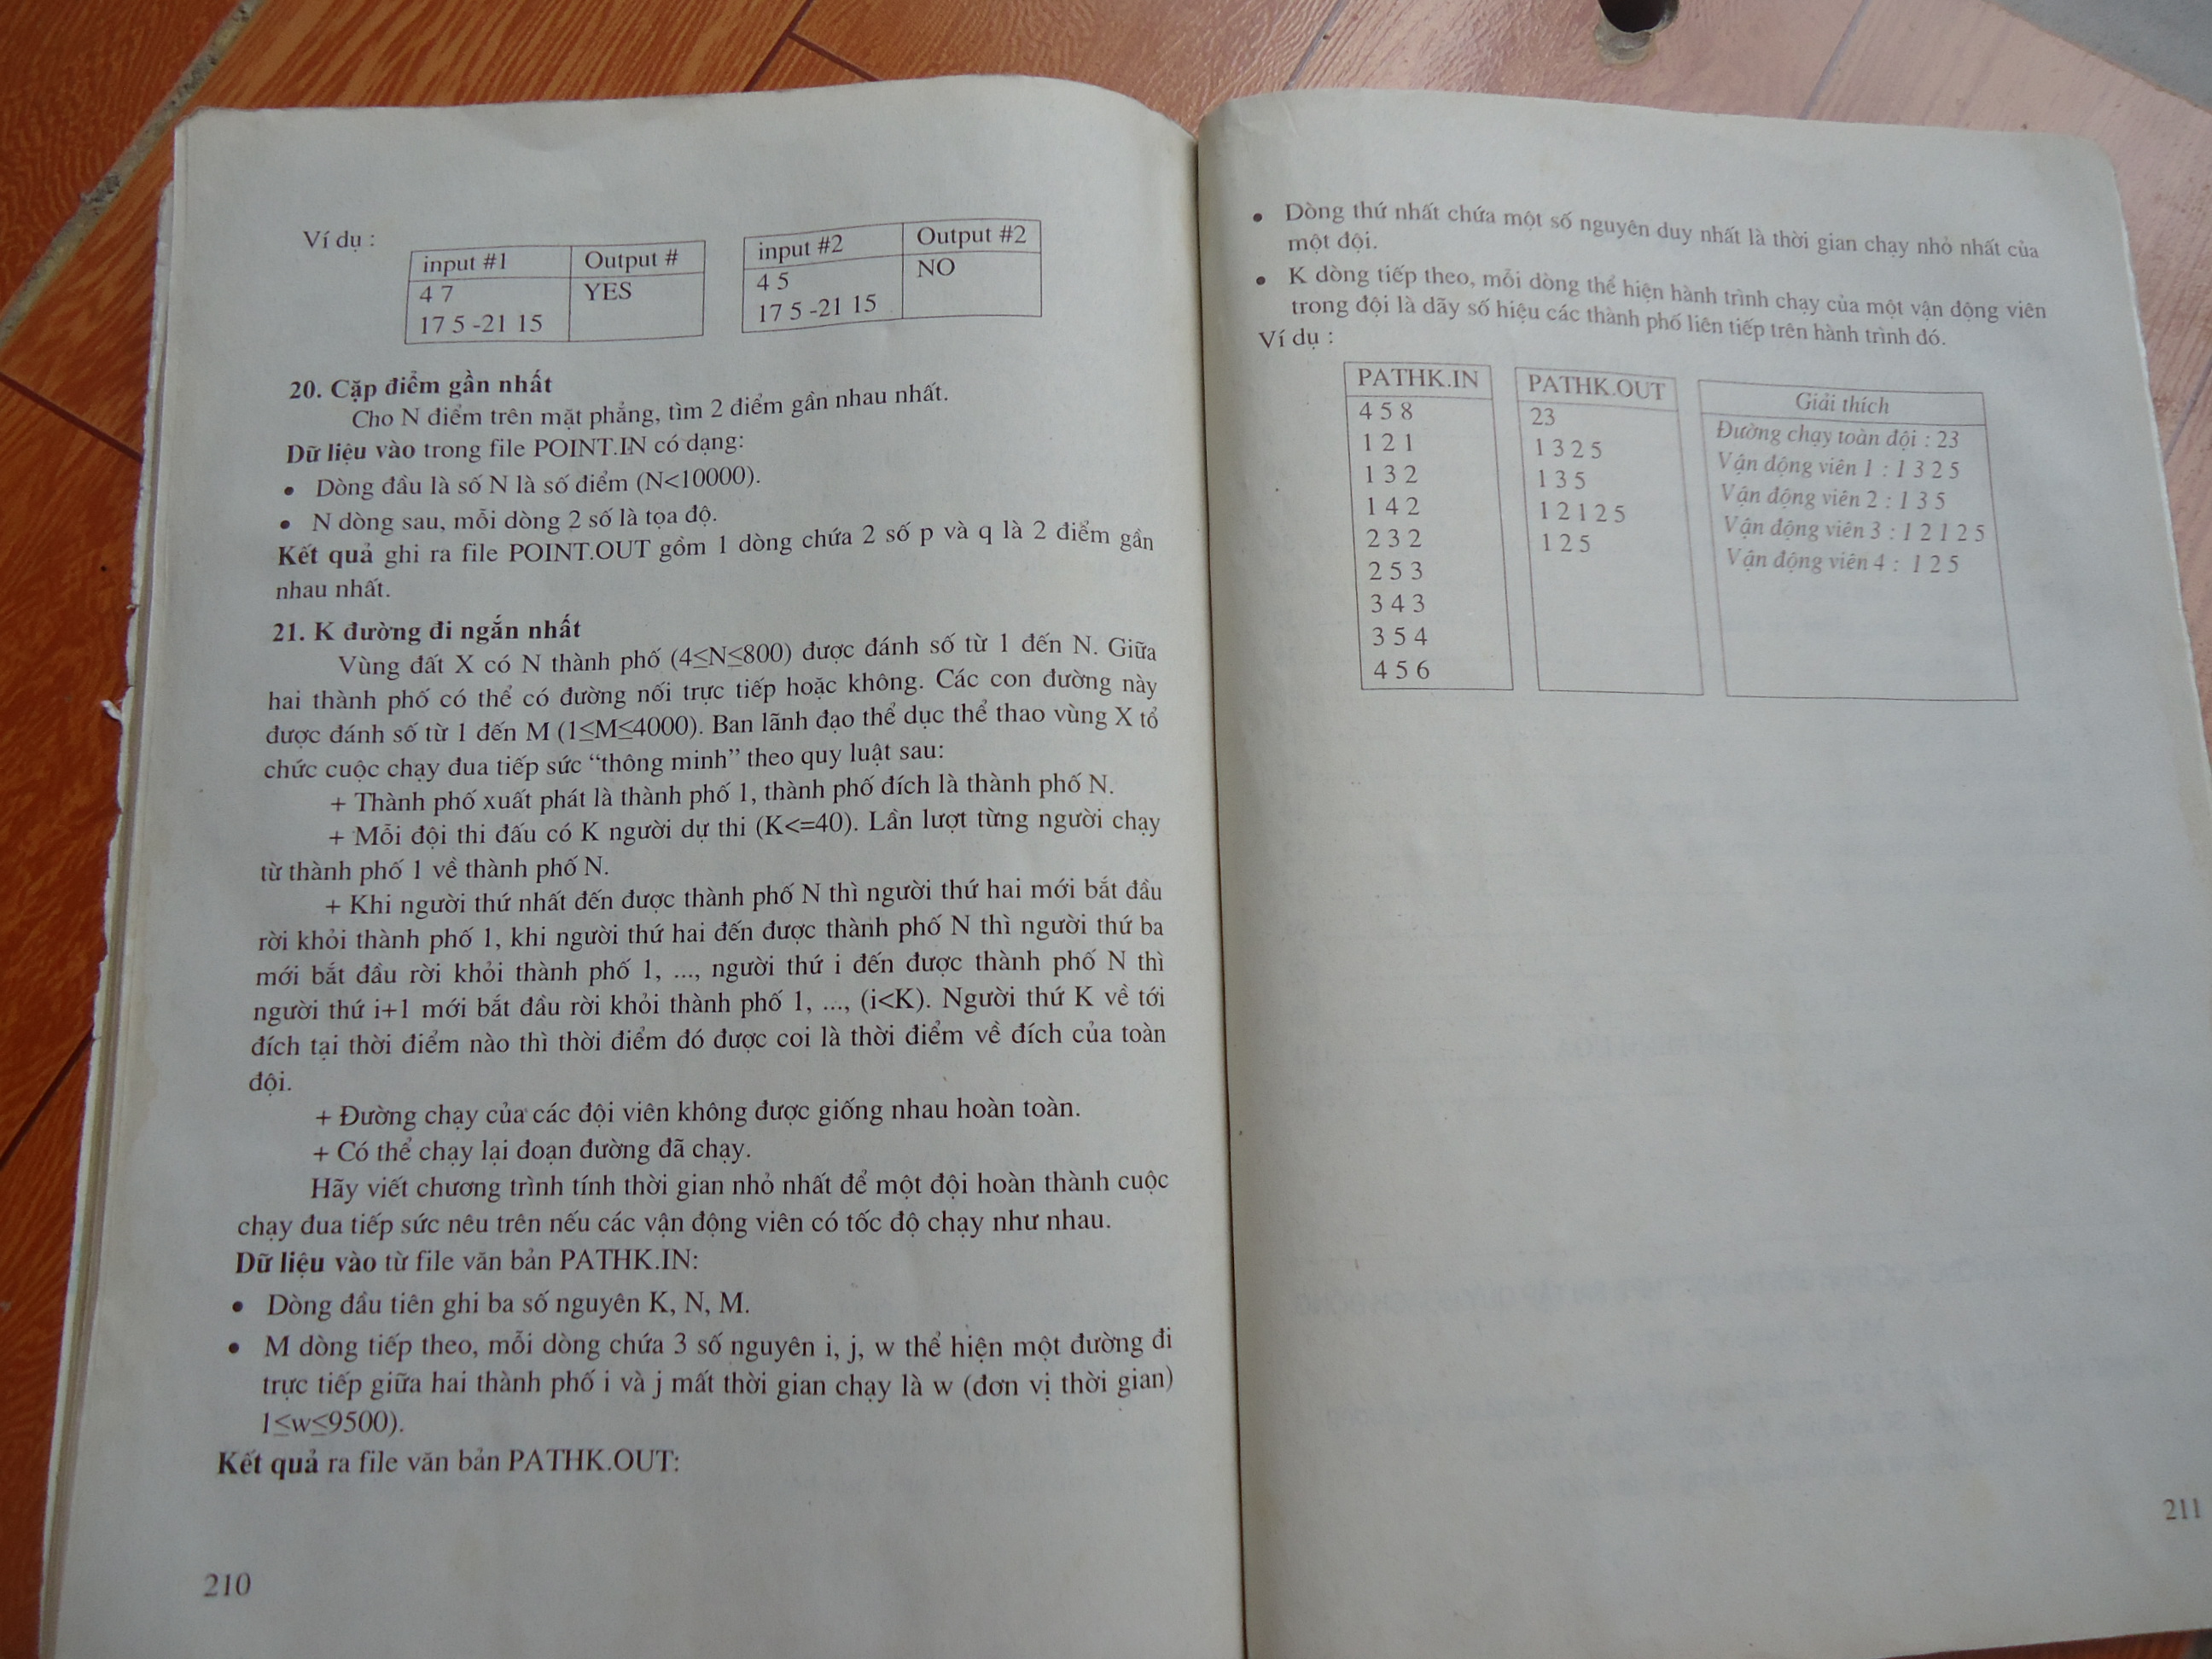 Ví dụ :
input #1 Output #
4 7 YES
17 5 -21 15
input #2 Output #2
4 5 NO
17 5 -21 15
20. Cặp điểm gần nhất
Cho N điểm trên mặt phẳng, tìm 2 điểm gần nhau nhất.
Dữ liệu vào trong file POINT.IN có dạng:
• Dòng đầu là số N là số điểm (N<10000).
• N dòng sau, mỗi dòng 2 số là tọa độ.
Kết quả ghi ra file POINT.OUT gồm 1 dòng chứa 2 số p và q là 2 điểm gần
nhau nhất.
21. K đường đi ngắn nhất
Vùng đất X có N thành phố (4≤N≤800) được đánh số từ 1 đến N. Giữa
hai thành phố có thể có đường nối trực tiếp hoặc không. Các con đường này
được đánh số từ 1 đến M (1≤M≤4000). Ban lãnh đạo thể dục thể thao vùng X tổ
chức cuộc chạy đua tiếp sức “thông minh” theo quy luật sau:
+ Thành phố xuất phát là thành phố 1, thành phố đích là thành phố N.
+ Mỗi đội thi đấu có K người dự thi (K<=40). Lần lượt từng người chạy
từ thành phố 1 về thành phố N.
+ Khi người thứ nhất đến được thành phố N thì người thứ hai mới bắt đầu
rời khỏi thành phố 1, khi người thứ hai đến được thành phố N thì người thứ ba
mới bắt đầu rời khỏi thành phố 1, ..., người thứ i đến được thành phố N thì
người thứ i+1 mới bắt đầu rời khỏi thành phố 1, ..., (i<K). Người thứ K về tới
đích tại thời điểm nào thì thời điểm đó được coi là thời điểm về đích của toàn
đội.
+ Đường chạy của các đội viên không được giống nhau hoàn toàn.
+ Có thể chạy lại đoạn đường đã chạy.
Hãy viết chương trình tính thời gian nhỏ nhất để một đội hoàn thành cuộc
chạy đua tiếp sức nêu trên nếu các vận động viên có tốc độ chạy như nhau.
Dữ liệu vào từ file văn bản PATHK.IN:
• Dòng đầu tiên ghi ba số nguyên K, N, M.
• M dòng tiếp theo, mỗi dòng chứa 3 số nguyên i, j, w thể hiện một đường đi
trực tiếp giữa hai thành phố i và j mất thời gian chạy là w (đơn vị thời gian)
1≤w≤9500).
Kết quả ra file văn bản PATHK.OUT:
210
• Dòng thứ nhất chứa một số nguyên duy nhất là thời gian chạy nhỏ nhất của
một đội.
• K dòng tiếp theo, mỗi dòng thể hiện hành trình chạy của một vận động viên
trong đội là dãy số hiệu các thành phố liên tiếp trên hành trình đó.
Ví dụ :
PATHK.IN
4 5 8
1 2 1
1 3 2
1 4 2
2 3 2
2 5 3
3 4 3
3 5 4
4 5 6
PATHK.OUT
23
1 3 2 5
1 3 5
1 2 1 2 5
1 2 5
Giải thích
Đường chạy toàn đội : 23
Vận động viên 1 : 1 3 2 5
Vận động viên 2 : 1 3 5
Vận động viên 3 : 1 2 1 2 5
Vận động viên 4 : 1 2 5
211